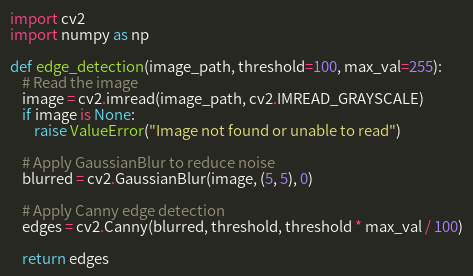 import cv2
import numpy as np
def edge_detection(image_path, threshold=100, max_val=255):
# Read the image
image = cv2.imread(image_path, cv2.IMREAD_GRAYSCALE)
if image is None:
raise ValueError("Image not found or unable to read")
# Apply GaussianBlur to reduce noise
blurred = cv2.GaussianBlur(image, (5, 5), 0)
# Apply Canny edge detection
edges = cv2.Canny(blurred, threshold, threshold * max_val / 100)
return edges